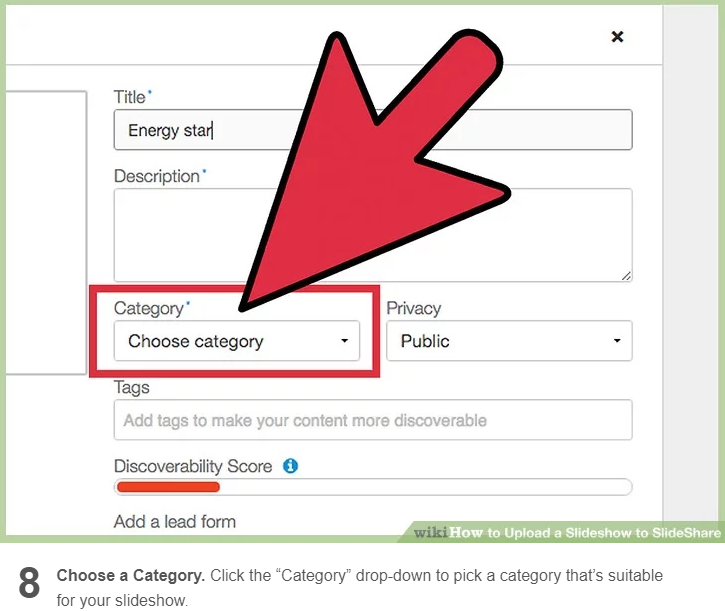 Title*
Energy star
Description*
Category*
Privacy
Choose category
Public
Tags
Add tags to make your content more discoverable
Discoverability Score i
Add a lead form
wikiHow to Upload a Slideshow to SlideShare
8
Choose a Category. Click the “Category” drop-down to pick a category that’s suitable
for your slideshow.